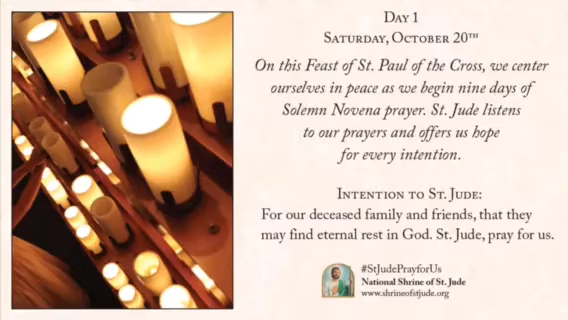 Day 1
Saturday, October 20th
On this Feast of St. Paul of the Cross, we center
ourselves in peace as we begin nine days of
Solemn Novena prayer. St. Jude listens
to our prayers and offers us hope
for every intention.
Intention to St. Jude:
For our deceased family and friends, that they
may find eternal rest in God. St. Jude, pray for us.
#StJudePrayforUs
National Shrine of St. Jude
www.shrineofstjude.org